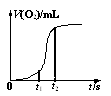 V(O₂)/mL
0 t₁ t₂ t/s